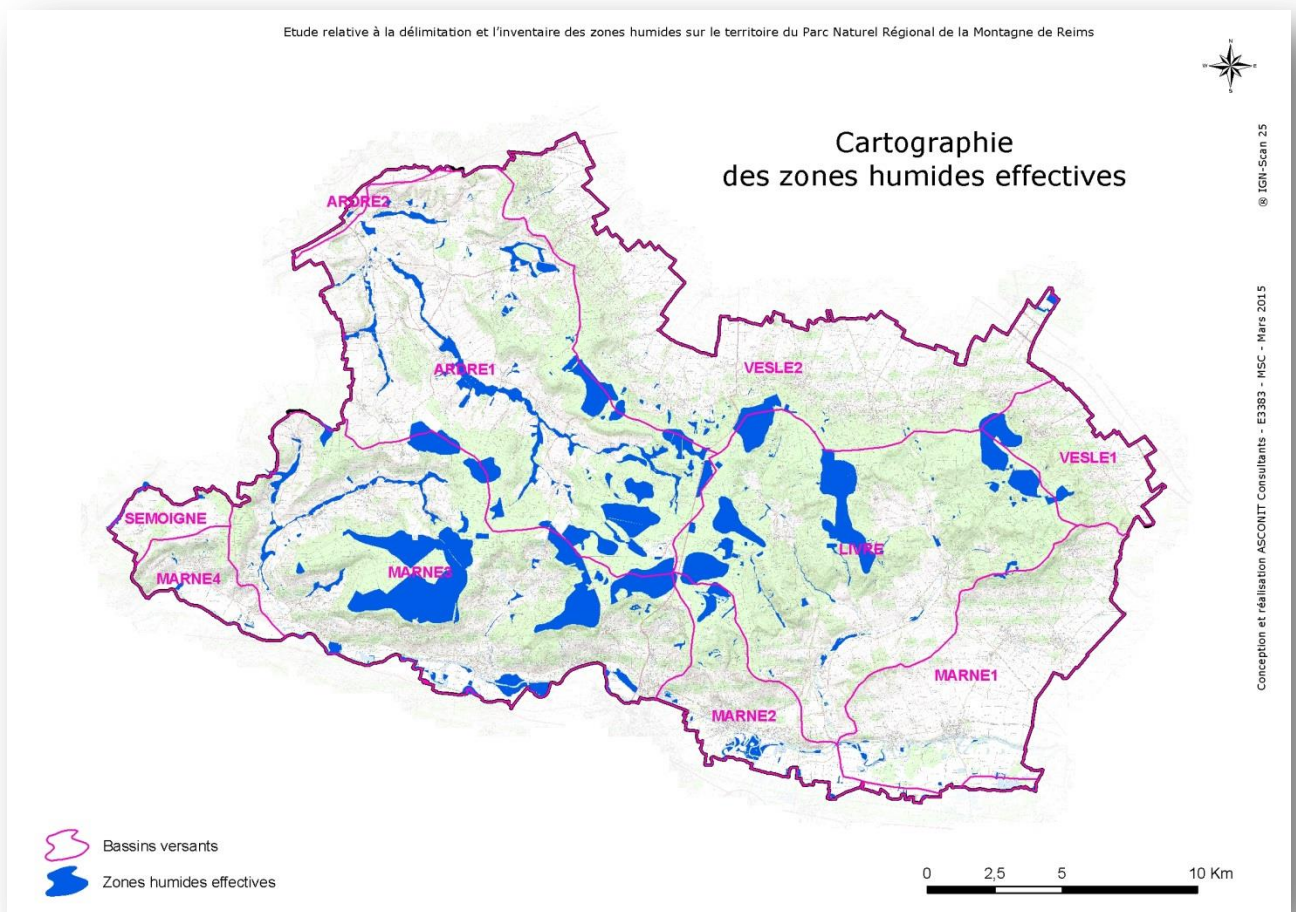 Etude relative à la délimitation et l'inventaire des zones humides sur le territoire du Parc Naturel Régional de la Montagne de Reims
N
W
E
S
Cartographie
des zones humides effectives
® IGN-Scan 25
Conception et réalisation ASCONIT Consultants - E3383 - MSC - Mars 2015
ARDRE2
ARDRE1
VESLE2
VESLE1
SEMOIGNE
MARNE4
MARNE3
LIVRE
MARNE1
MARNE2
Bassins versants
Zones humides effectives
0 2,5 5 10 Km